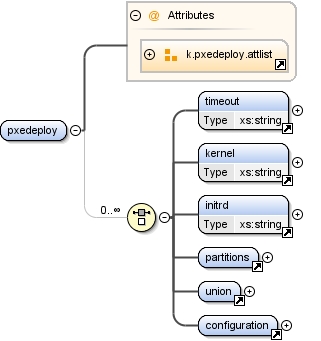 @ Attributes
k.pxedeploy.attlist
timeout
Type xs:string
pxedeploy
kernel
Type xs:string
0..∞
initrd
Type xs:string
partitions
union
configuration